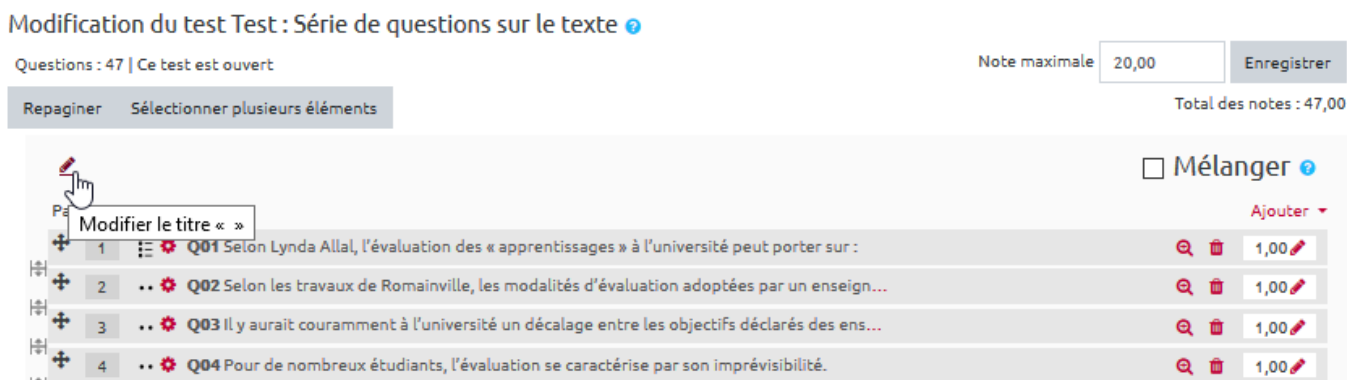 Modification du test Test : Série de questions sur le texte ?
Questions : 47 | Ce test est ouvert
Note maximale 20,00 Enregistrer
Repaginer Sélectionner plusieurs éléments
Total des notes : 47,00
Mélanger ?
Modifier le titre « »
Ajouter
1 Q01 Selon Lynda Allal, l'évaluation des « apprentissages » à l'université peut porter sur : 1,00
2 Q02 Selon les travaux de Romainville, les modalités d'évaluation adoptées par un enseign... 1,00
3 Q03 Il y aurait couramment à l'université un décalage entre les objectifs déclarés des ens... 1,00
4 Q04 Pour de nombreux étudiants, l'évaluation se caractérise par son imprévisibilité. 1,00